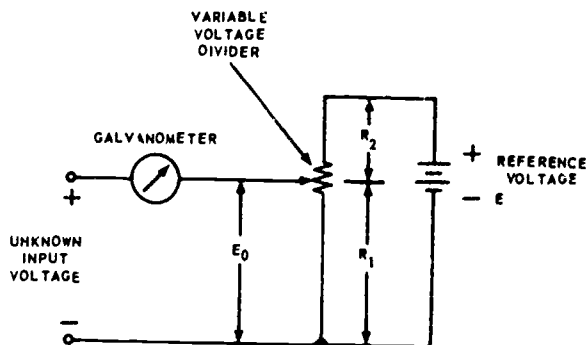 VARIABLE
VOLTAGE
DIVIDER
GALVANOMETER
R2
+
REFERENCE
VOLTAGE
- E
+
UNKNOWN
INPUT
VOLTAGE
E0
R1
-